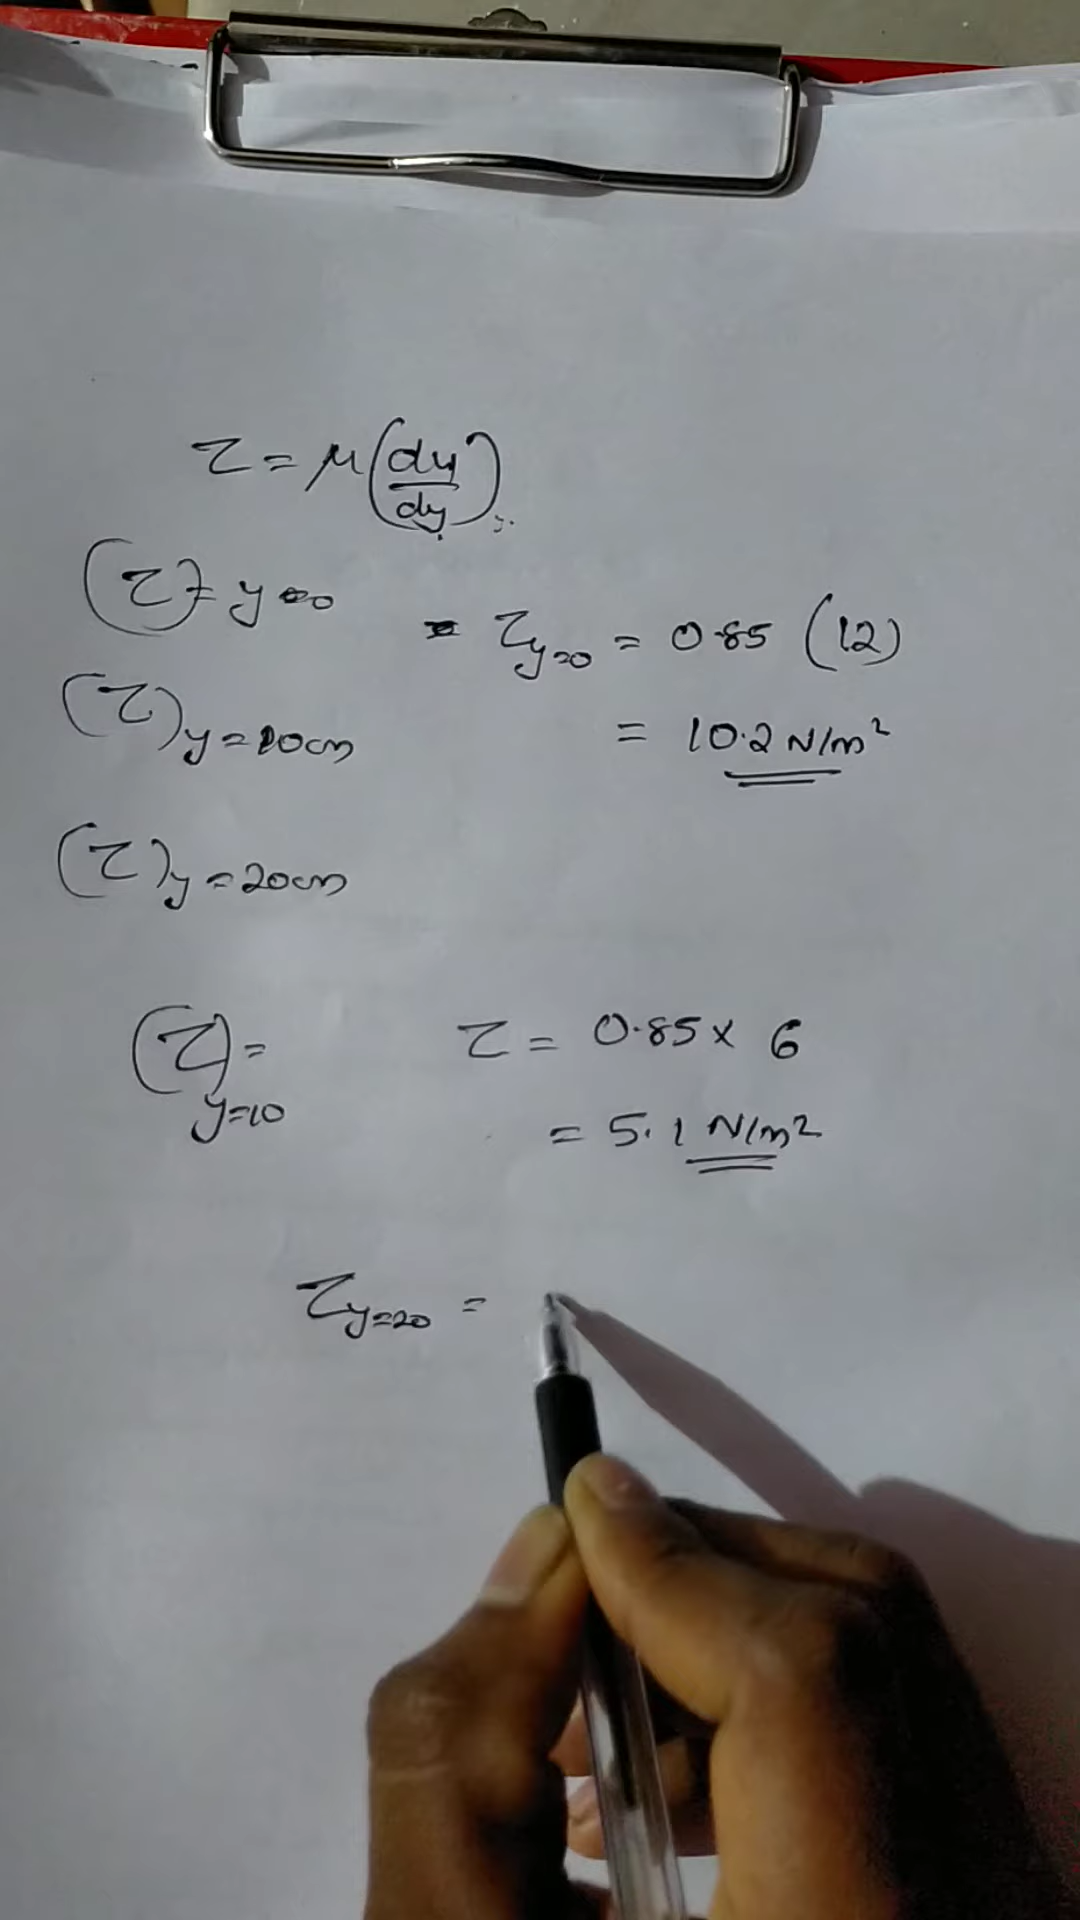 τ = μ(du/dy)
(τ) = y=0
= τy=0 = 0.85 (12)
(τ)y=10cm
= 10.2 N/m²
(τ)y=20cm
(τ)y=10 =
τ = 0.85 x 6
= 5.1 N/m²
τy=20 =